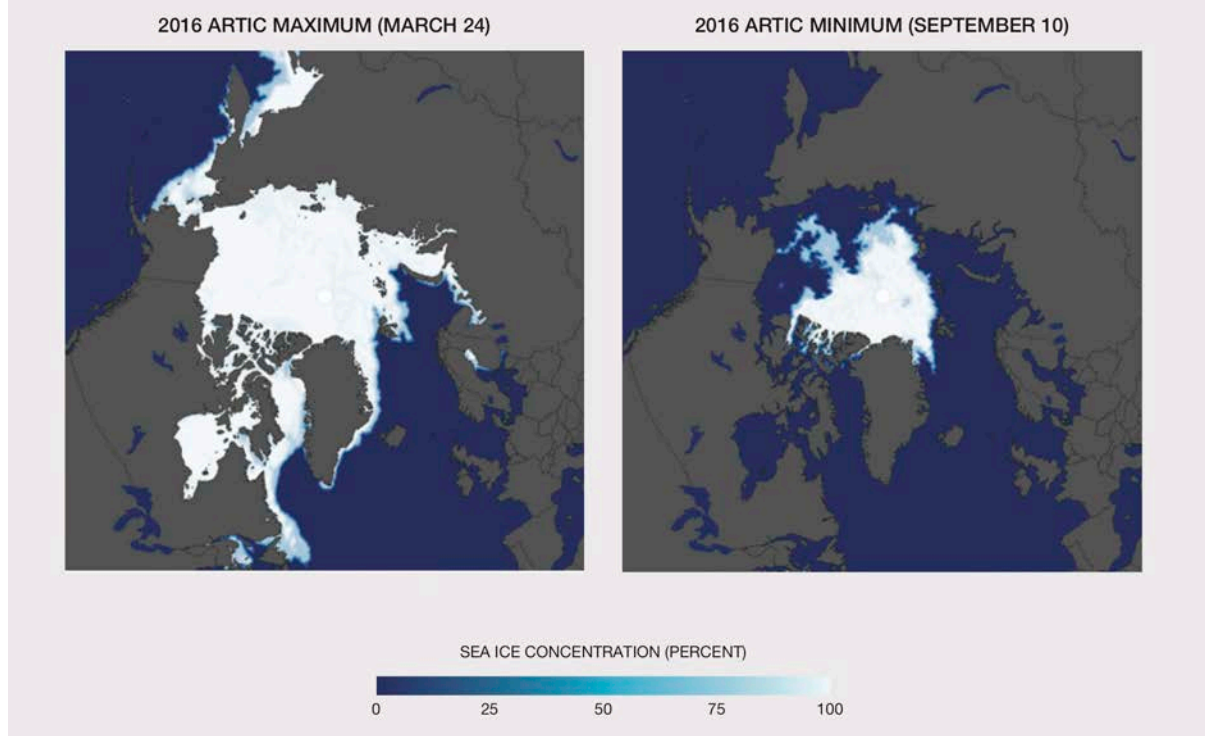 2016 ARTIC MAXIMUM (MARCH 24)
2016 ARTIC MINIMUM (SEPTEMBER 10)
SEA ICE CONCENTRATION (PERCENT)
0 25 50 75 100